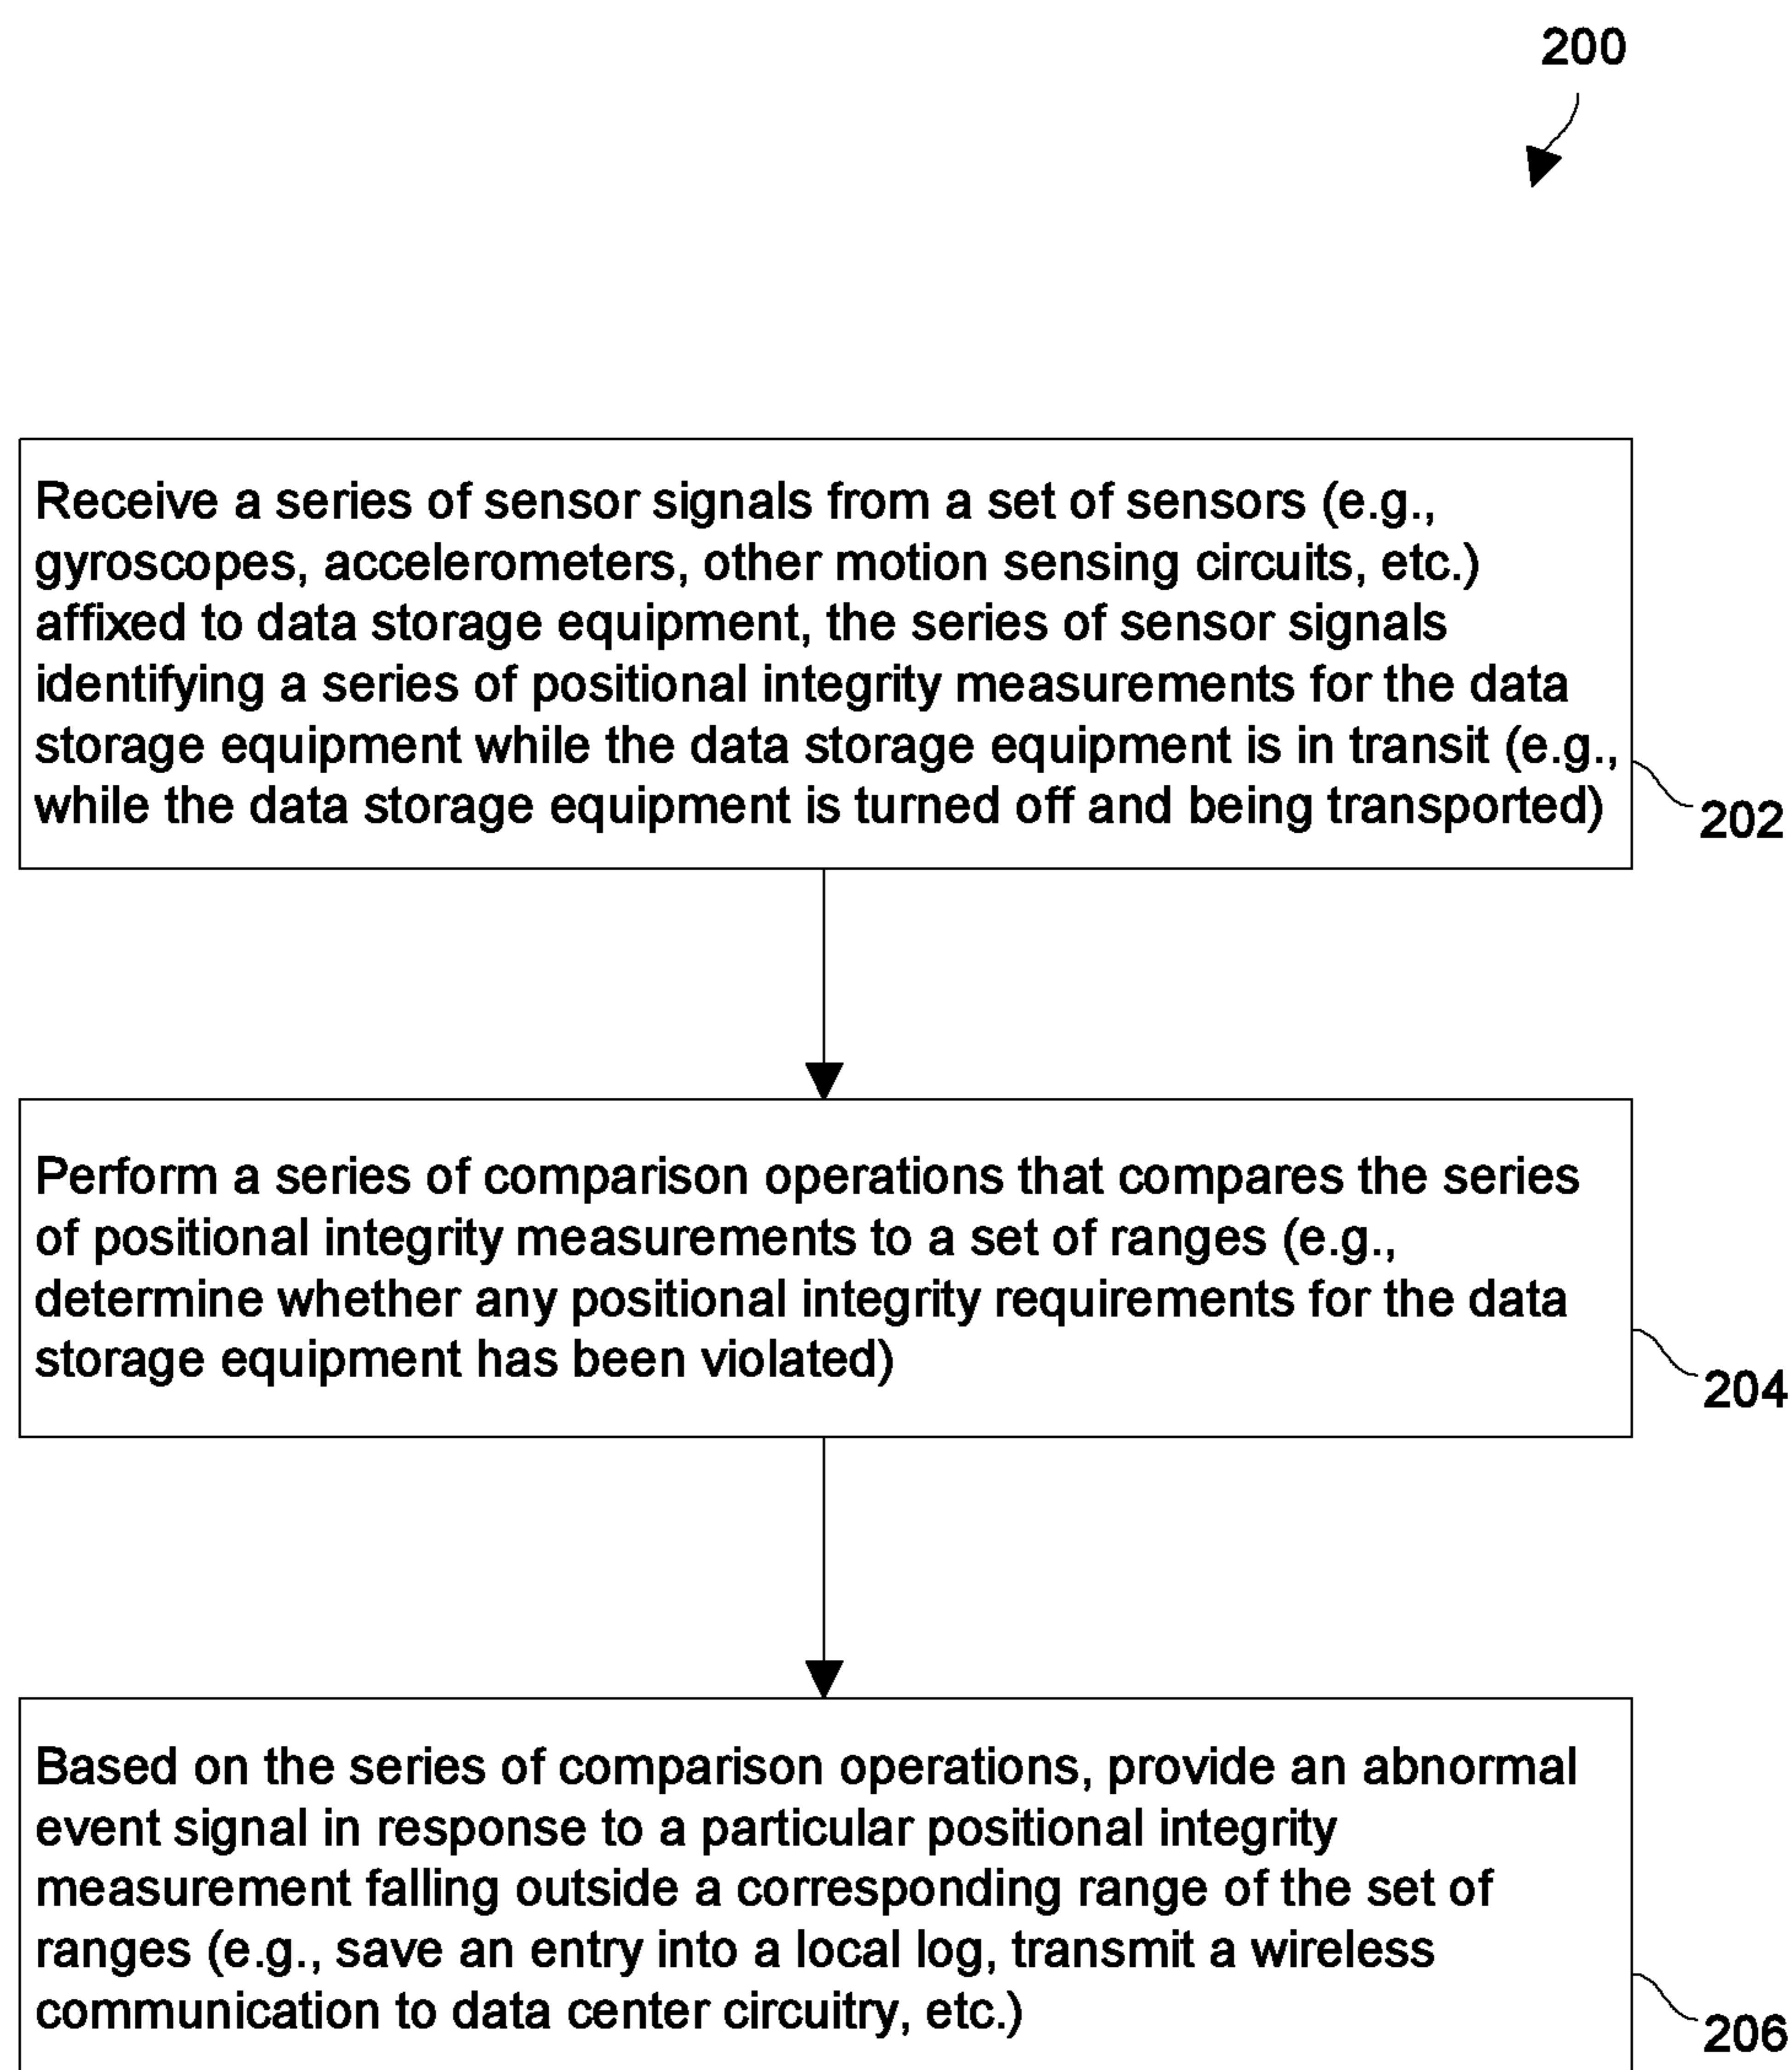 200
Receive a series of sensor signals from a set of sensors (e.g.,
gyroscopes, accelerometers, other motion sensing circuits, etc.)
affixed to data storage equipment, the series of sensor signals
identifying a series of positional integrity measurements for the data
storage equipment while the data storage equipment is in transit (e.g.,
while the data storage equipment is turned off and being transported)
202
Perform a series of comparison operations that compares the series
of positional integrity measurements to a set of ranges (e.g.,
determine whether any positional integrity requirements for the data
storage equipment has been violated)
204
Based on the series of comparison operations, provide an abnormal
event signal in response to a particular positional integrity
measurement falling outside a corresponding range of the set of
ranges (e.g., save an entry into a local log, transmit a wireless
communication to data center circuitry, etc.)
206